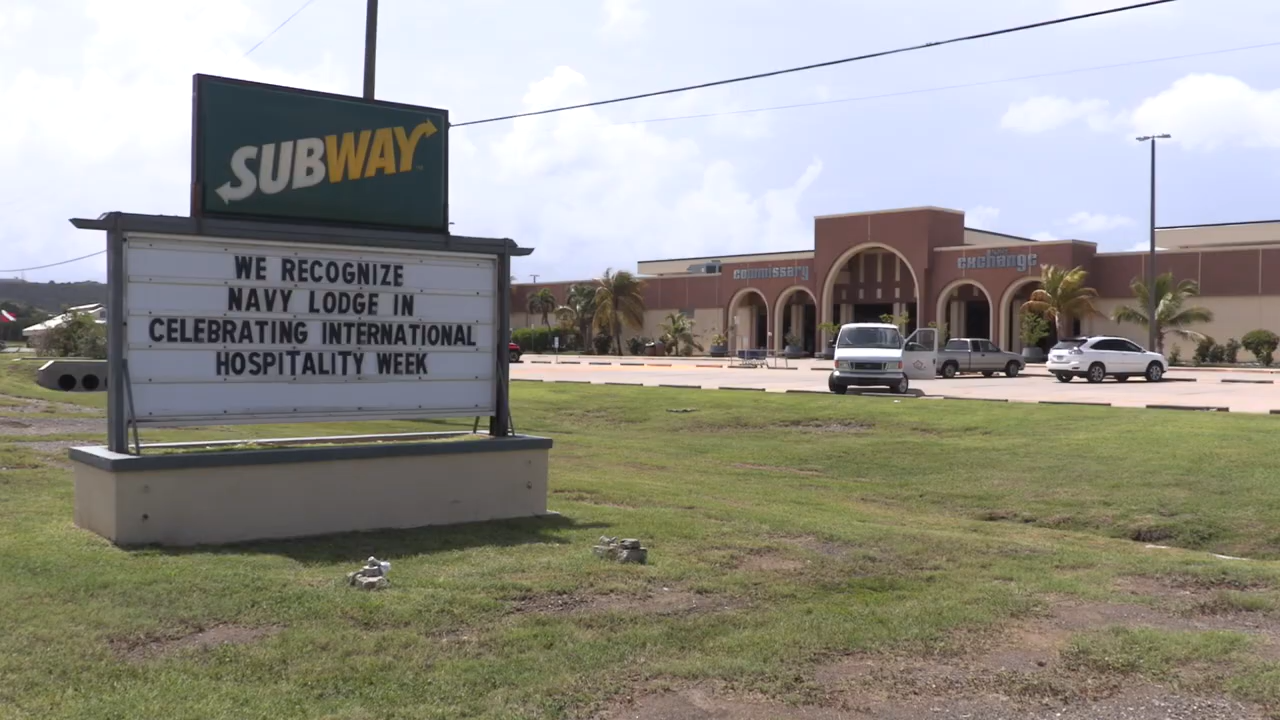 SUBWAY
WE RECOGNIZE
NAVY LODGE IN
CELEBRATING INTERNATIONAL
HOSPITALITY WEEK
commissary
exchange